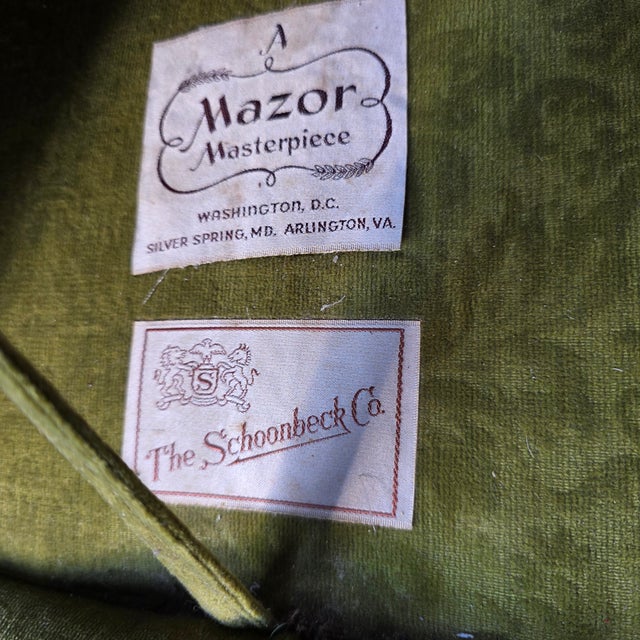 A
Mazor
Masterpiece
WASHINGTON, D.C.
SILVER SPRING, MD. ARLINGTON, VA.
S
The Schoonbeck Co.